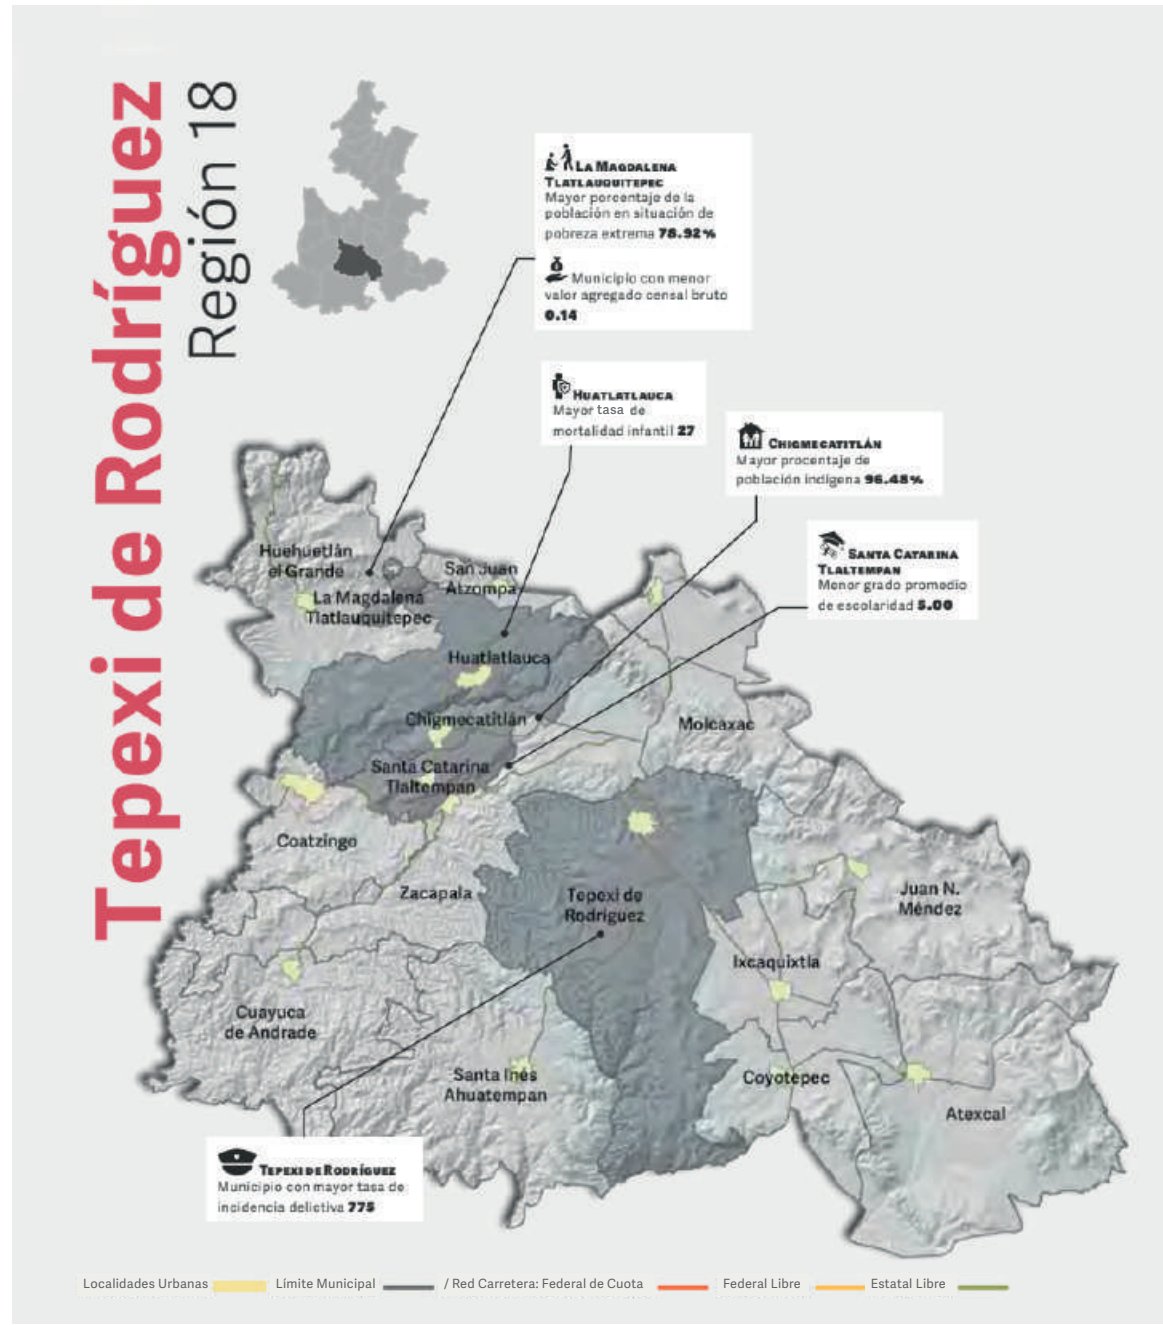 Tepexi de Rodríguez
Región 18
LA MAGDALENA
TLATLAUQUITEPEC
Mayor porcentaje de la
población en situación de
pobreza extrema 78.92%
Municipio con menor
valor agregado censal bruto
0.14
HUATLATLAUCA
Mayor tasa de
mortalidad infantil 27
CHIGMECATITLÁN
Mayor procentaje de
población indígena 96.48%
SANTA CATARINA
TLALTEMPAN
Menor grado promedio
de escolaridad 5.00
Huehuetlán
el Grande
San Juan
Atzompa
La Magdalena
Tlatlauquitepec
Huatlatlauca
Chigmecatitlán
Molcaxac
Santa Catarina
Tlaltempan
Coatzingo
Zacapala
Tepexi de
Rodríguez
Juan N.
Méndez
Ixcaquixtla
Cuayuca
de Andrade
Santa Inés
Ahuatempan
Coyotepec
Atexcal
TEPEXI DE RODRÍGUEZ
Municipio con mayor tasa de
incidencia delictiva 775
Localidades Urbanas Límite Municipal / Red Carretera: Federal de Cuota Federal Libre Estatal Libre